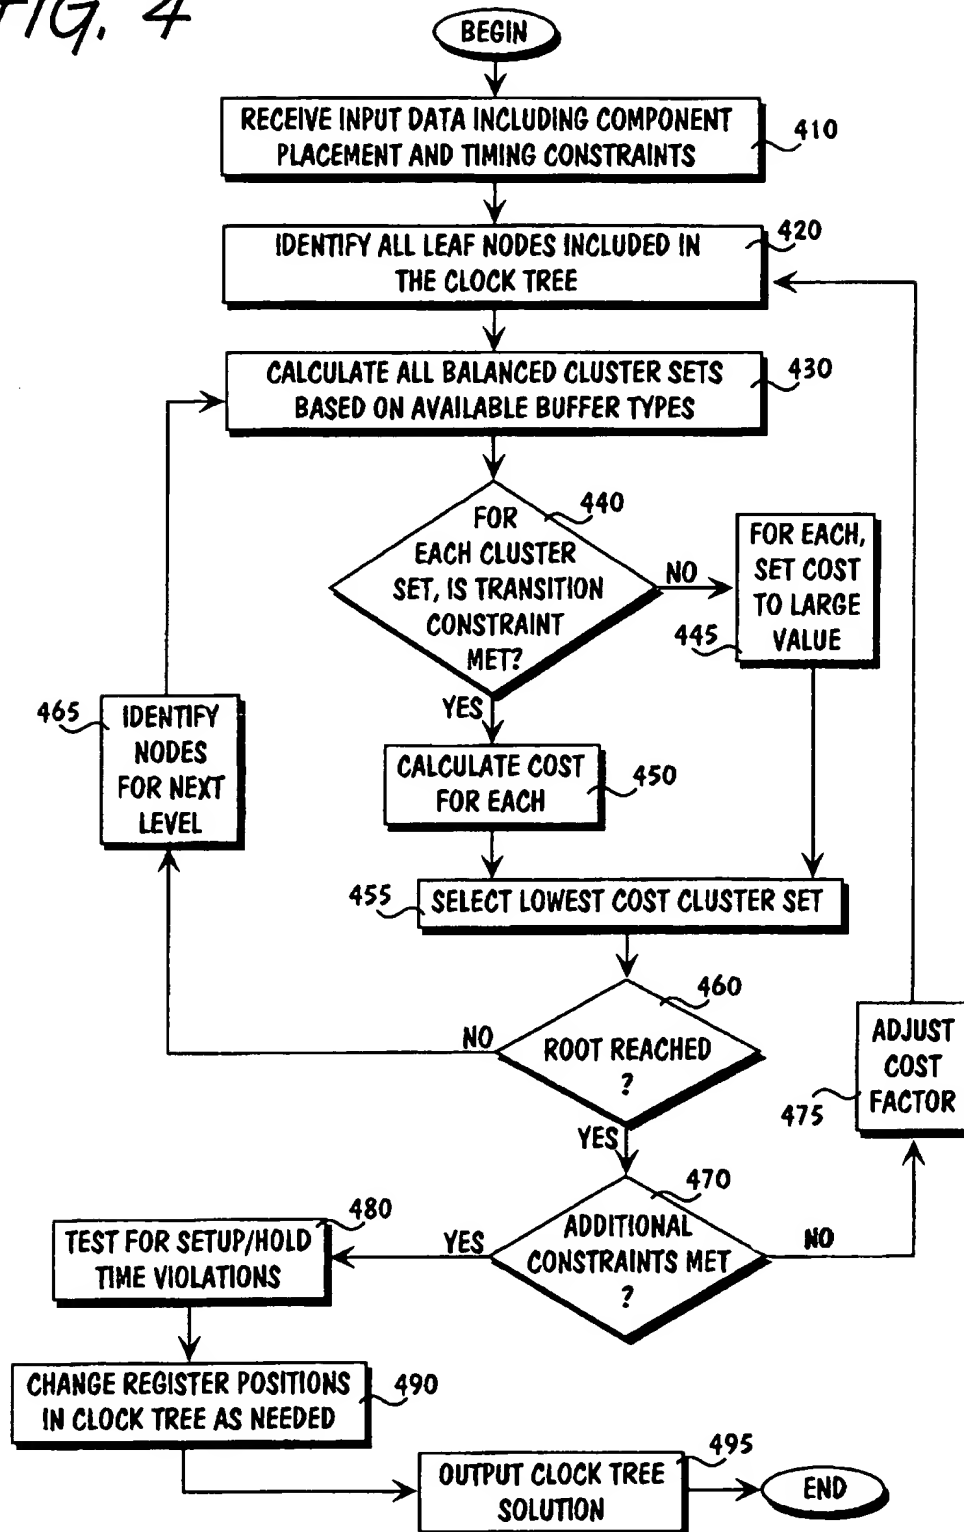 FIG. 4
BEGIN
RECEIVE INPUT DATA INCLUDING COMPONENT
PLACEMENT AND TIMING CONSTRAINTS
410
IDENTIFY ALL LEAF NODES INCLUDED IN
THE CLOCK TREE
420
CALCULATE ALL BALANCED CLUSTER SETS
BASED ON AVAILABLE BUFFER TYPES
430
FOR
EACH CLUSTER
SET, IS TRANSITION
CONSTRAINT
MET?
440
NO
FOR EACH,
SET COST
TO LARGE
VALUE
445
YES
CALCULATE COST
FOR EACH
450
465
IDENTIFY
NODES
FOR NEXT
LEVEL
455
SELECT LOWEST COST CLUSTER SET
460
ROOT REACHED
?
NO
YES
ADJUST
COST
FACTOR
475
470
ADDITIONAL
CONSTRAINTS MET
?
NO
YES
480
TEST FOR SETUP/HOLD
TIME VIOLATIONS
CHANGE REGISTER POSITIONS
IN CLOCK TREE AS NEEDED
490
OUTPUT CLOCK TREE
SOLUTION
495
END